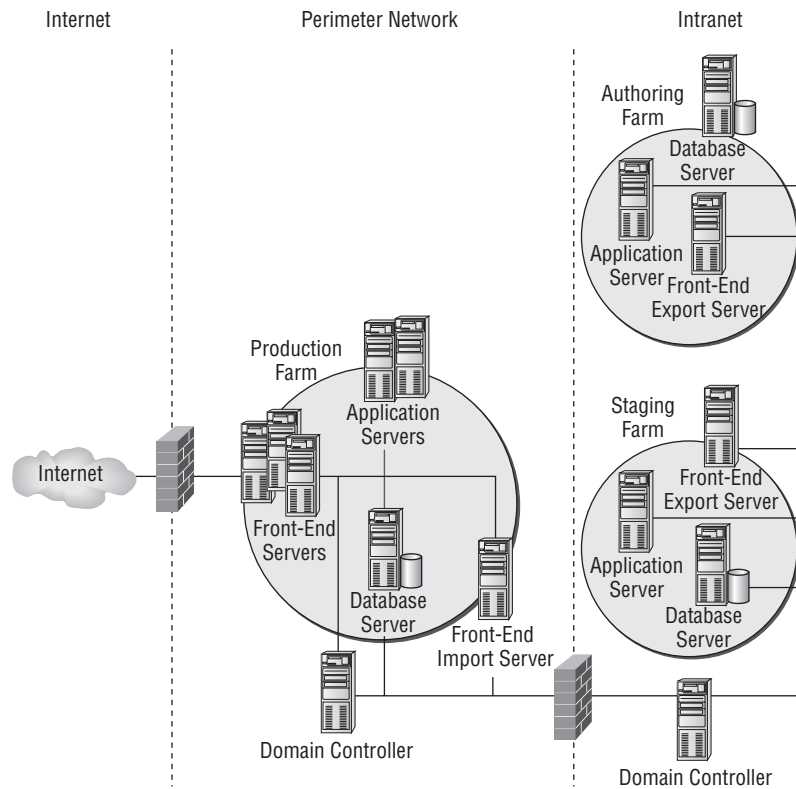 Internet
Perimeter Network
Intranet
Authoring
Farm
Database
Server
Application
Server
Front-End
Export Server
Production
Farm
Application
Servers
Staging
Farm
Internet
Front-End
Servers
Database
Server
Front-End
Import Server
Front-End
Export Server
Application
Server
Database
Server
Domain Controller
Domain Controller